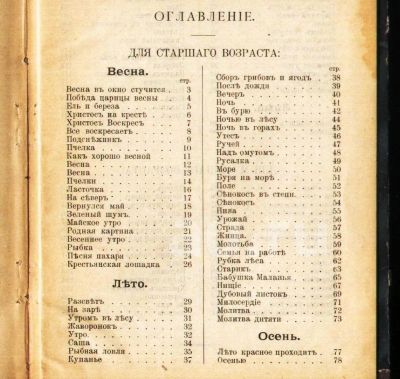 ОГЛАВЛЕНІЕ.
ДЛЯ СТАРШАГО ВОЗРАСТА:
Весна.
стр.
Весна въ окно стучится . 3
Побѣда царицы весны . 4
Ель и береза . 5
Христосъ на крестѣ . 6
Христосъ Воскресъ . 7
Все воскресаетъ . 8
Подснѣжникъ . 9
Пчелка . 10
Какъ хорошо весной . 11
Весна . 12
Весна . 13
Пчелки . 14
Ласточка . 16
На сѣверъ . 17
Вернулся май . 18
Зеленый шумъ . 19
Майское утро . 20
Родная картина . 21
Весеннее утро . 22
Рыбка . 23
Пѣсня пахаря . 24
Крестьянская лошадка . 26
Лѣто.
Разсвѣтъ . 29
На зарѣ . 30
Утромъ въ лѣсу . 31
Жаворонокъ . 32
Утро . 32
Саша . 34
Рыбная ловля . 35
Купанье . 37
стр.
Сборъ грибовъ и ягодъ . 38
Послѣ дождя . 39
Вечеръ . 40
Ночь . 41
Въ бурю . 42
Ночью въ лѣсу . 44
Ночь въ горахъ . 45
Утесъ . 46
Ручей . 47
Надъ омутомъ . 48
Русалка . 49
Море . 50
Буря на морѣ . 51
Поле . 52
Сѣнокосъ въ степи . 53
Сѣнокосъ . 54
Нива . 55
Урожай . 56
Страда . 57
Жница . 58
Молотьба . 59
Семья на работѣ . 60
Рубка лѣса . 62
Старикъ . 63
Бабушка Маланья . 65
Нищіе . 67
Дубовый листокъ . 69
Милосердіе . 71
Молитва . 72
Молитва дитяти . 73
Осень.
Лѣто красное проходитъ . 77
Осенью . 78